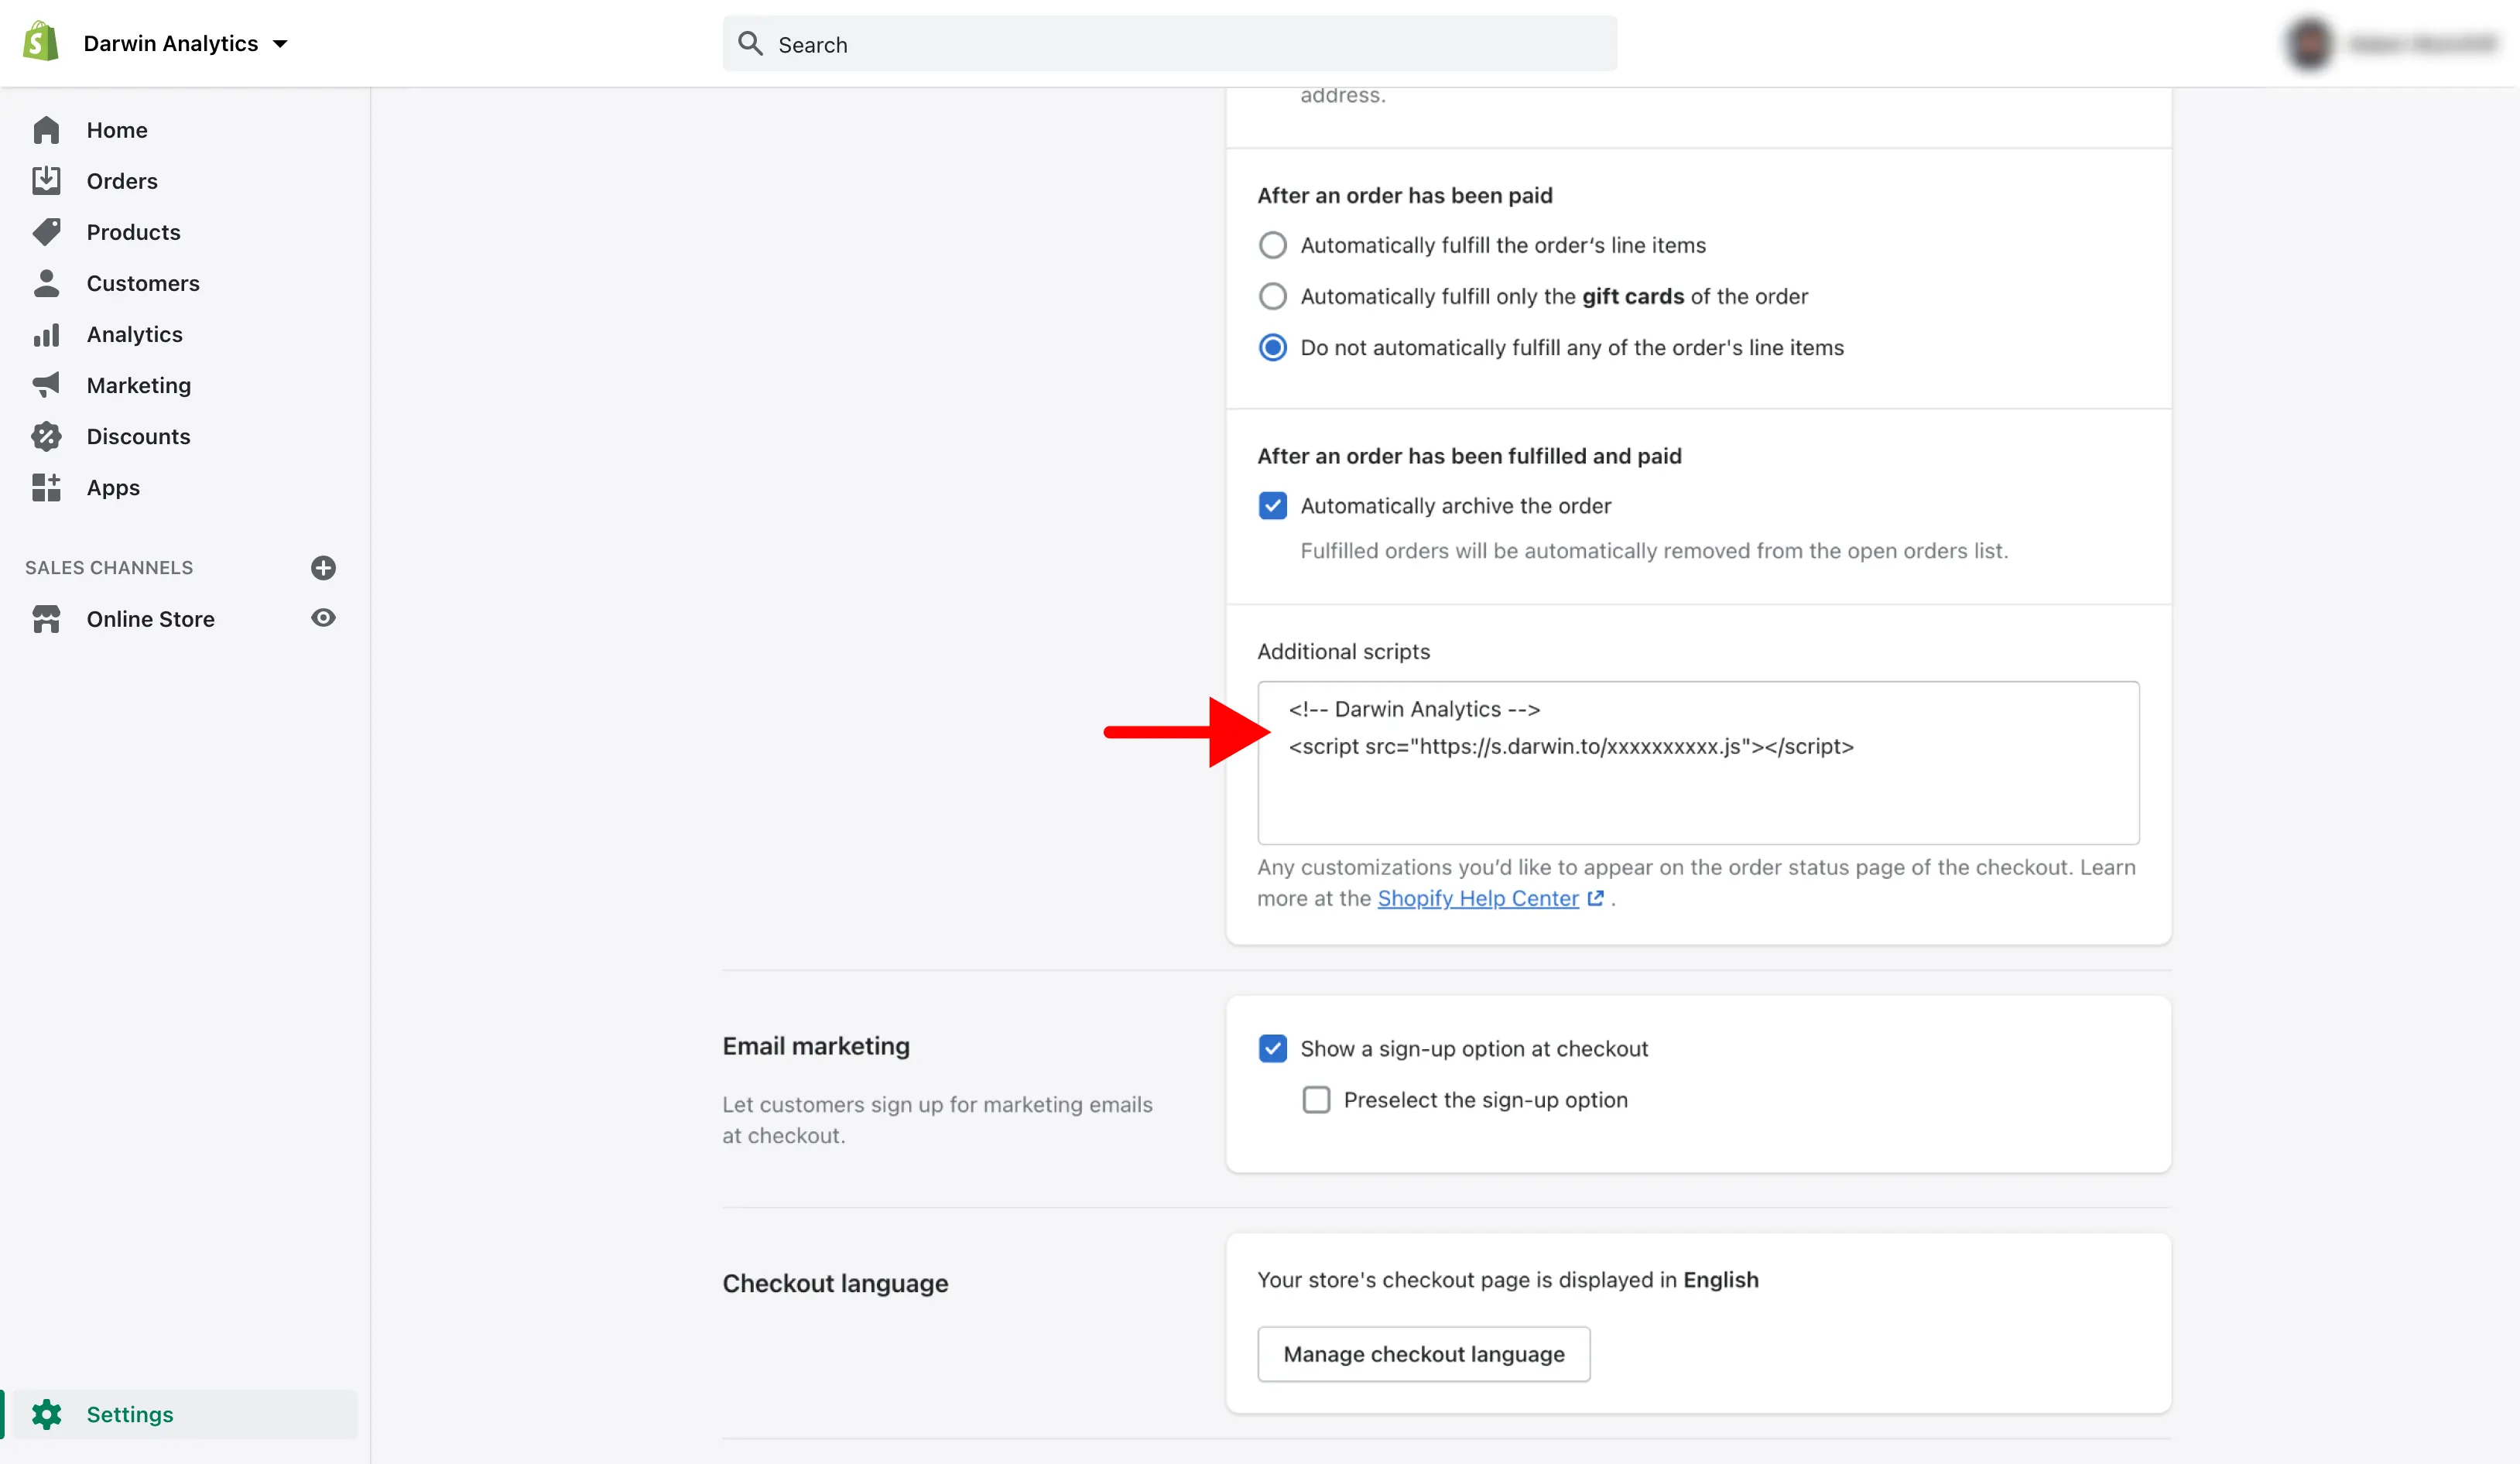 Darwin Analytics
Search
Home
Orders
Products
Customers
Analytics
Marketing
Discounts
Apps
SALES CHANNELS
Online Store
Settings
address.
After an order has been paid
Automatically fulfill the order‘s line items
Automatically fulfill only the gift cards of the order
Do not automatically fulfill any of the order's line items
After an order has been fulfilled and paid
Automatically archive the order
Fulfilled orders will be automatically removed from the open orders list.
Additional scripts
<!-- Darwin Analytics -->
<script src="https://s.darwin.to/xxxxxxxxxx.js"></script>
Any customizations you’d like to appear on the order status page of the checkout. Learn
more at the Shopify Help Center .
Email marketing
Let customers sign up for marketing emails
at checkout.
Show a sign-up option at checkout
Preselect the sign-up option
Checkout language
Your store's checkout page is displayed in English
Manage checkout language